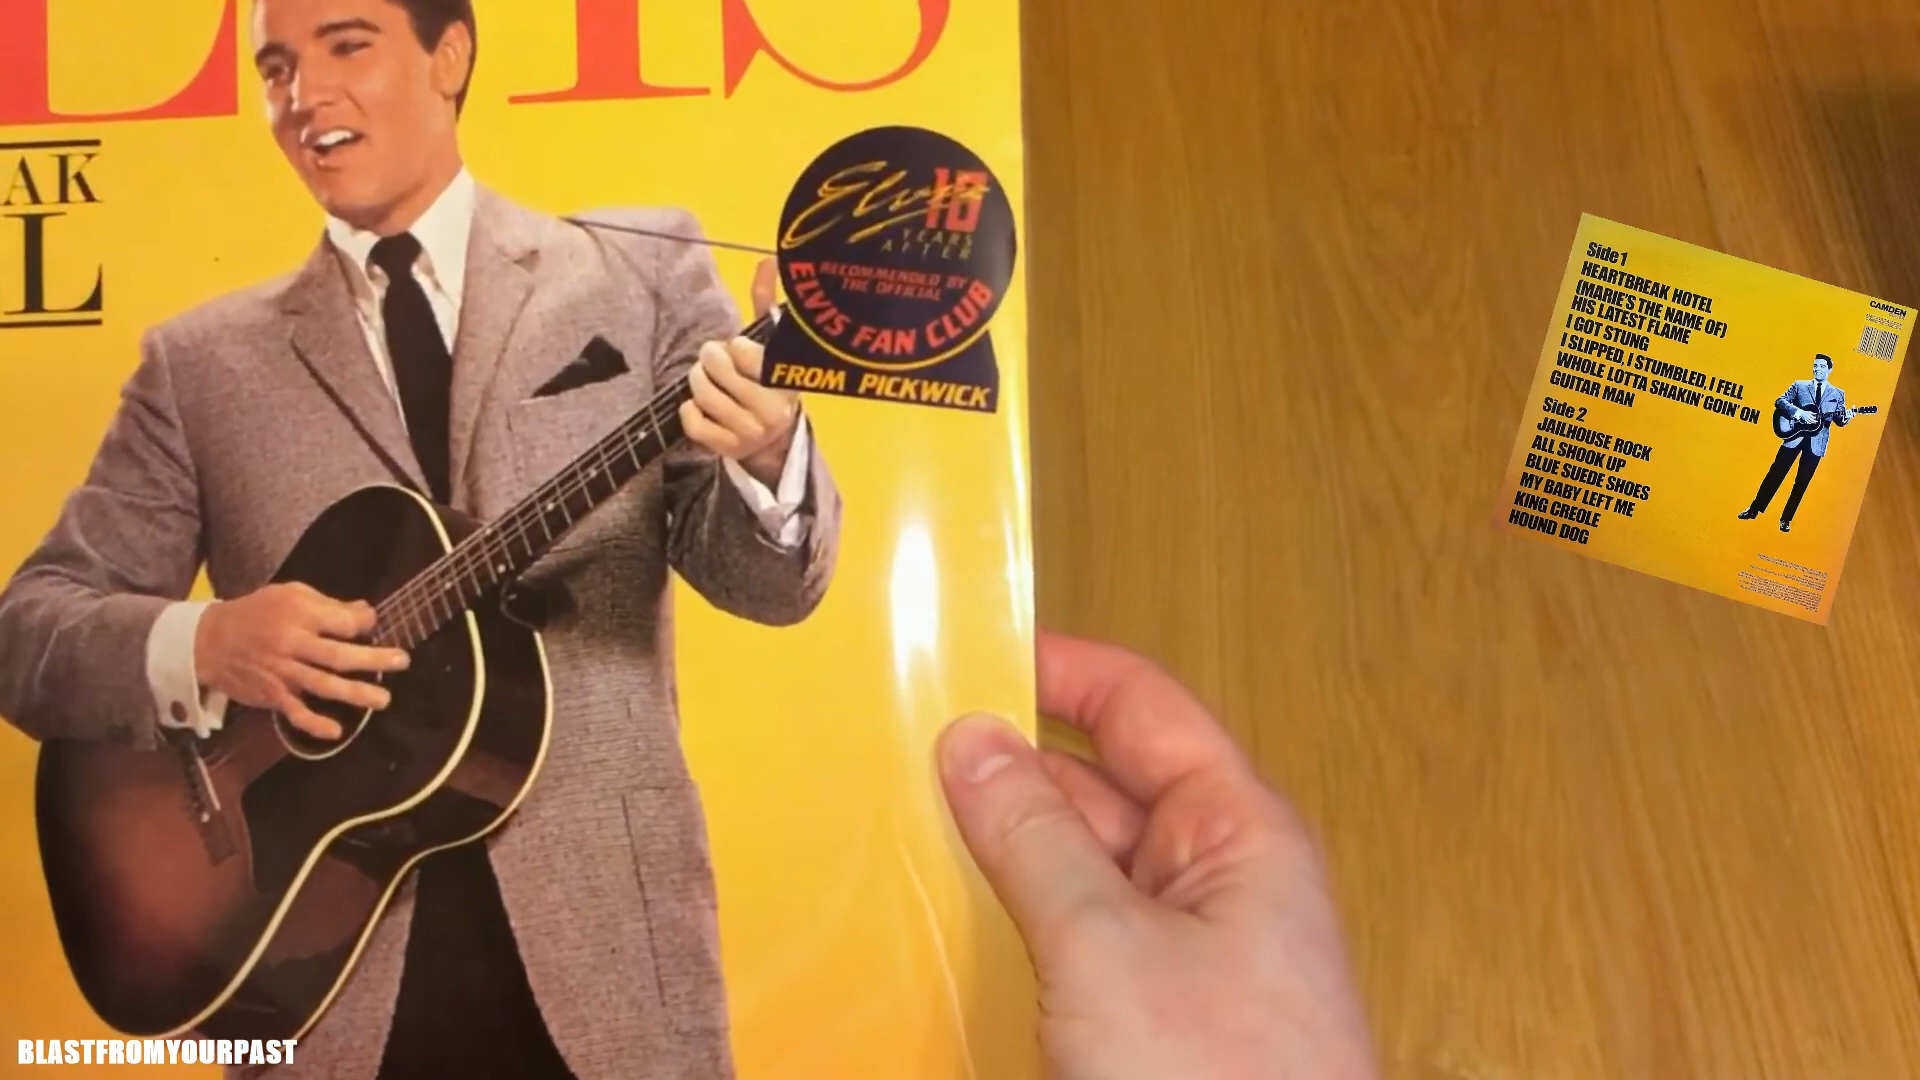 LVIS
AK
L
Elvis 10
YEARS
AFTER
RECOMMENDED BY
THE OFFICIAL
ELVIS FAN CLUB
FROM PICKWICK
Side 1
HEARTBREAK HOTEL
(MARIE'S THE NAME OF)
HIS LATEST FLAME
I GOT STUNG
I SLIPPED, I STUMBLED, I FELL
WHOLE LOTTA SHAKIN' GOIN' ON
GUITAR MAN
Side 2
JAILHOUSE ROCK
ALL SHOOK UP
BLUE SUEDE SHOES
MY BABY LEFT ME
KING CREOLE
HOUND DOG
CAMDEN
BLASTFROMYOURPAST